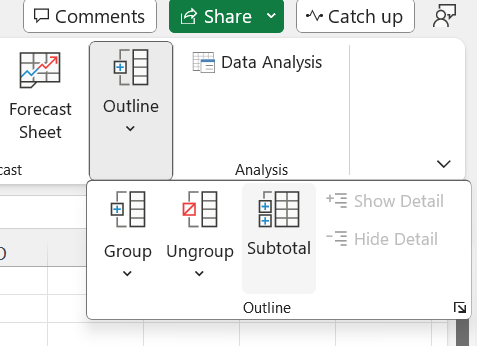 Comments
Share
Catch up
Forecast
Sheet
Outline
Data Analysis
cast
Analysis
Group
Ungroup
Subtotal
Show Detail
Hide Detail
Outline